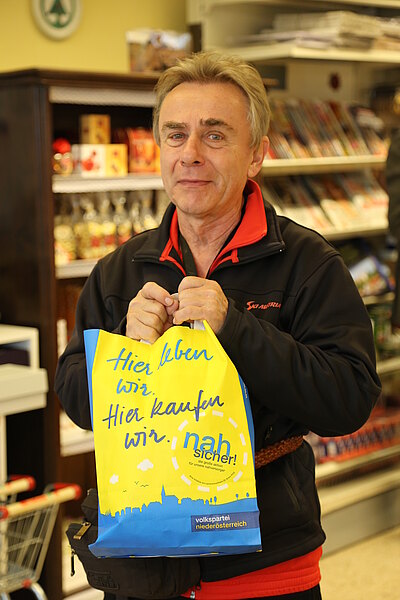 Hier leben
wir.
Hier kaufen
wir.
nah
sicher!
volkspartei
niederösterreich